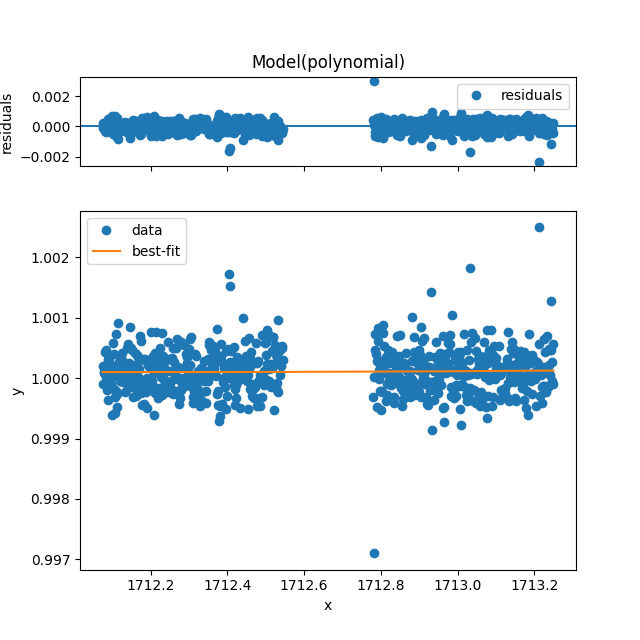 Model(polynomial)
residuals
0.002
0.000
−0.002
residuals
data
best-fit
y
1.002
1.001
1.000
0.999
0.998
0.997
1712.2 1712.4 1712.6 1712.8 1713.0 1713.2
x